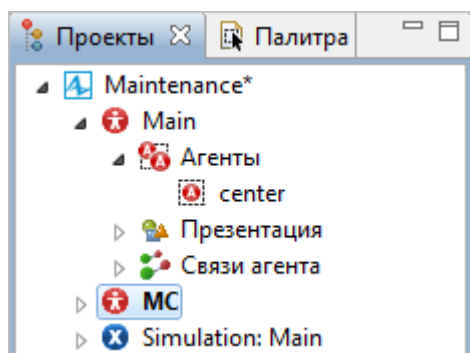 Проекты Палитра
Maintenance*
Main
Агенты
center
Презентация
Связи агента
MC
Simulation: Main